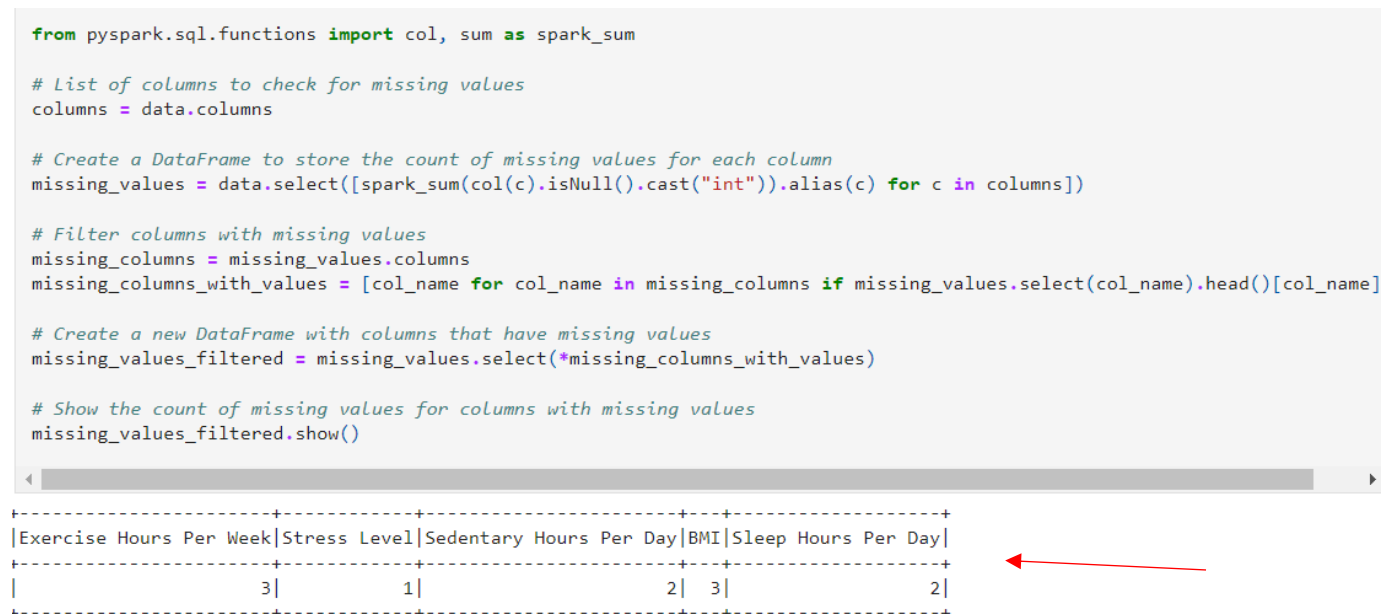 from pyspark.sql.functions import col, sum as spark_sum
# List of columns to check for missing values
columns = data.columns
# Create a DataFrame to store the count of missing values for each column
missing_values = data.select([spark_sum(col(c).isNull().cast("int")).alias(c) for c in columns])
# Filter columns with missing values
missing_columns = missing_values.columns
missing_columns_with_values = [col_name for col_name in missing_columns if missing_values.select(col_name).head()[col_name]
# Create a new DataFrame with columns that have missing values
missing_values_filtered = missing_values.select(*missing_columns_with_values)
# Show the count of missing values for columns with missing values
missing_values_filtered.show()
+-----------------------+------------+-----------------------+---+-------------------+
|Exercise Hours Per Week|Stress Level|Sedentary Hours Per Day|BMI|Sleep Hours Per Day|
+-----------------------+------------+-----------------------+---+-------------------+
|                      3|           1|                      2|  3|                  2|
+-----------------------+------------+-----------------------+---+-------------------+